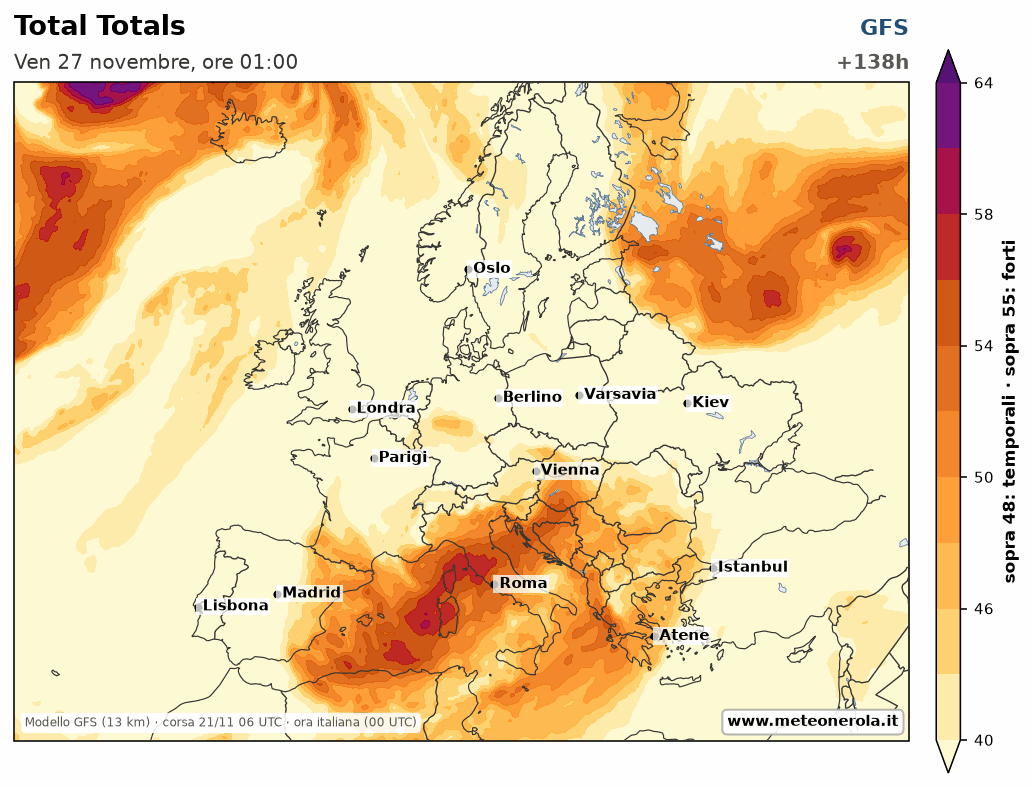 Total Totals
GFS
Ven 27 novembre, ore 01:00
+138h
64
58
54
50
46
40
sopra 48: temporali · sopra 55: forti
Oslo
Berlino
Varsavia
Kiev
Londra
Parigi
Vienna
Istanbul
Roma
Madrid
Lisbona
Atene
Modello GFS (13 km) · corsa 21/11 06 UTC · ora italiana (00 UTC)
www.meteonerola.it